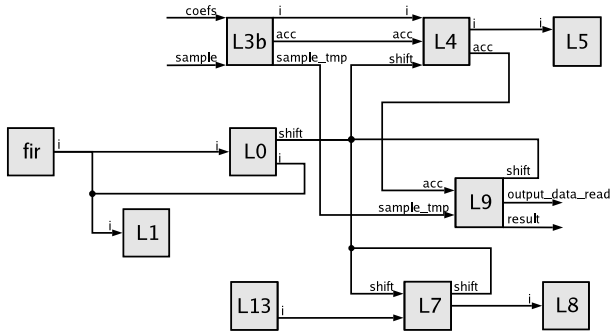 coefs i i i i
L3b L4 L5
acc acc acc
sample sample_tmp shift
i i shift
fir L0
i
shift
acc L9 output_data_read
i L1 sample_tmp result
shift shift
L13 L7 i L8
i